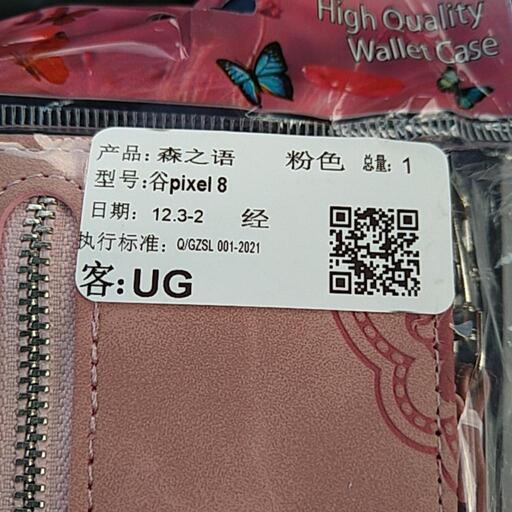 High Quality
Wallet Case
产品: 森之语 粉色 总量: 1
型号:谷pixel 8
日期: 12.3-2 经
执行标准: Q/GZSL 001-2021
客:UG